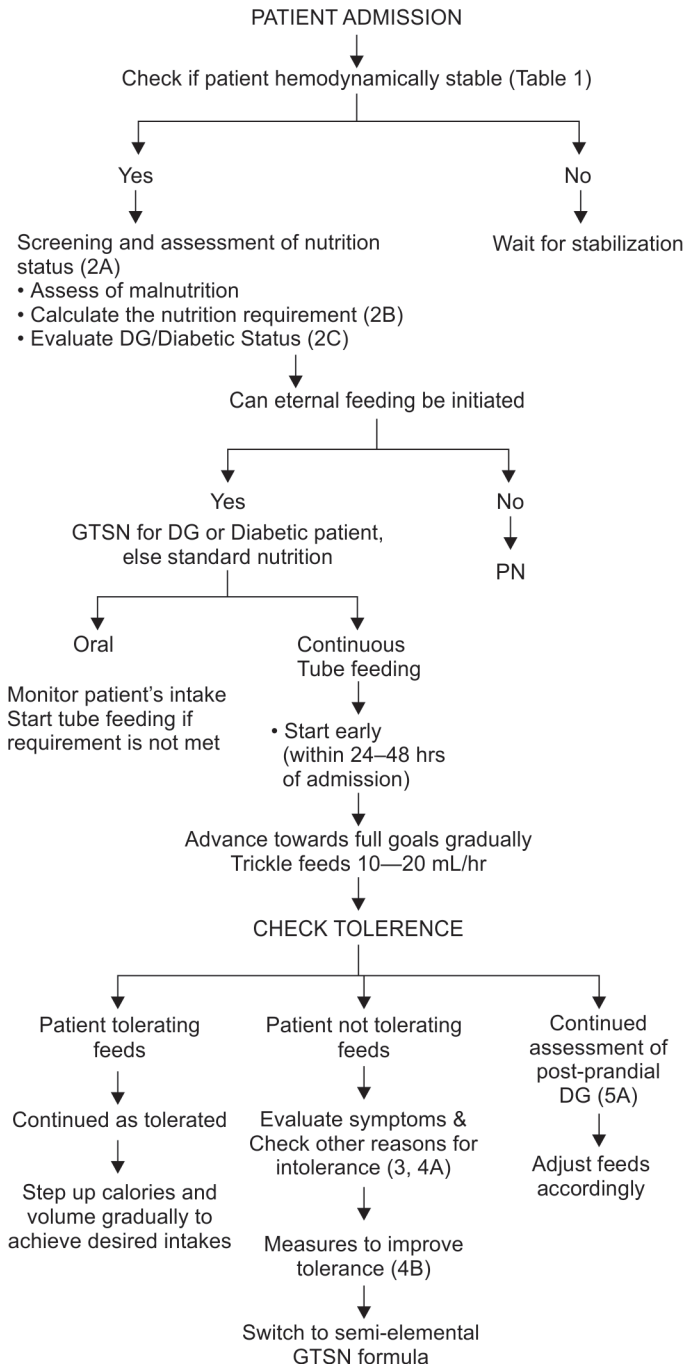 PATIENT ADMISSION
Check if patient hemodynamically stable (Table 1)
Yes
No
Screening and assessment of nutrition
status (2A)
• Assess of malnutrition
• Calculate the nutrition requirement (2B)
• Evaluate DG/Diabetic Status (2C)
Wait for stabilization
Can eternal feeding be initiated
Yes
No
GTSN for DG or Diabetic patient,
else standard nutrition
PN
Oral
Monitor patient’s intake
Start tube feeding if
requirement is not met
Continuous
Tube feeding
• Start early
(within 24–48 hrs
of admission)
Advance towards full goals gradually
Trickle feeds 10—20 mL/hr
CHECK TOLERENCE
Patient tolerating
feeds
Continued as tolerated
Step up calories and
volume gradually to
achieve desired intakes
Patient not tolerating
feeds
Evaluate symptoms &
Check other reasons for
intolerance (3, 4A)
Measures to improve
tolerance (4B)
Switch to semi-elemental
GTSN formula
Continued
assessment of
post-prandial
DG (5A)
Adjust feeds
accordingly